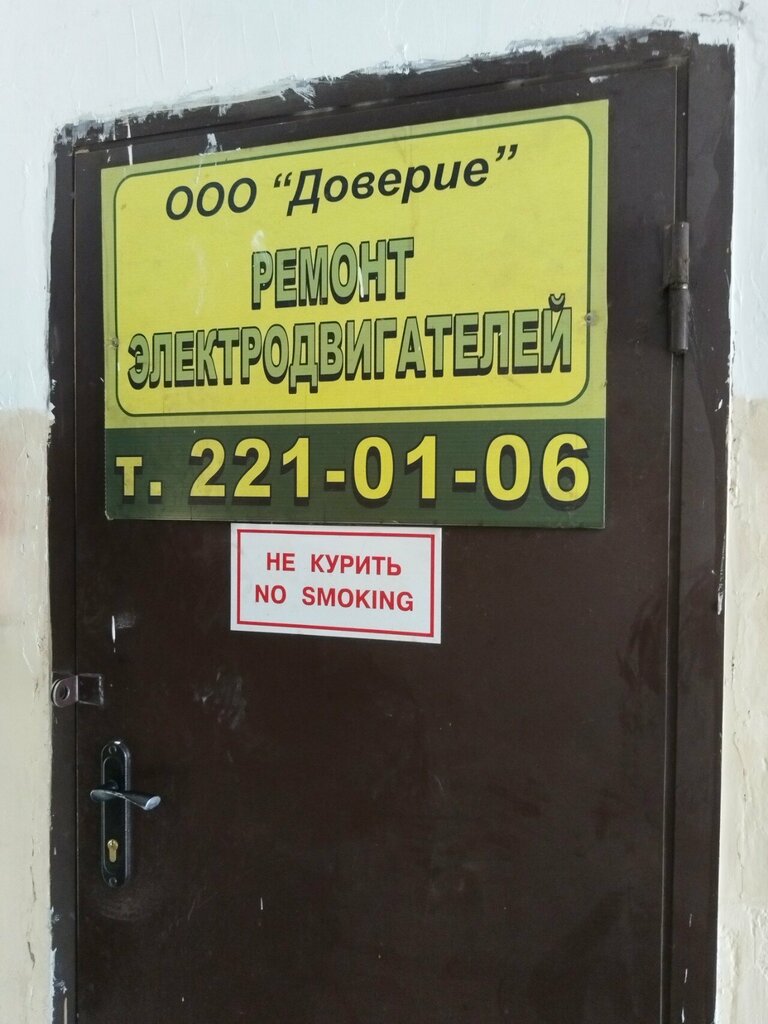 ООО “Доверие”
РЕМОНТ
ЭЛЕКТРОДВИГАТЕЛЕЙ
т. 221-01-06
НЕ КУРИТЬ
NO SMOKING